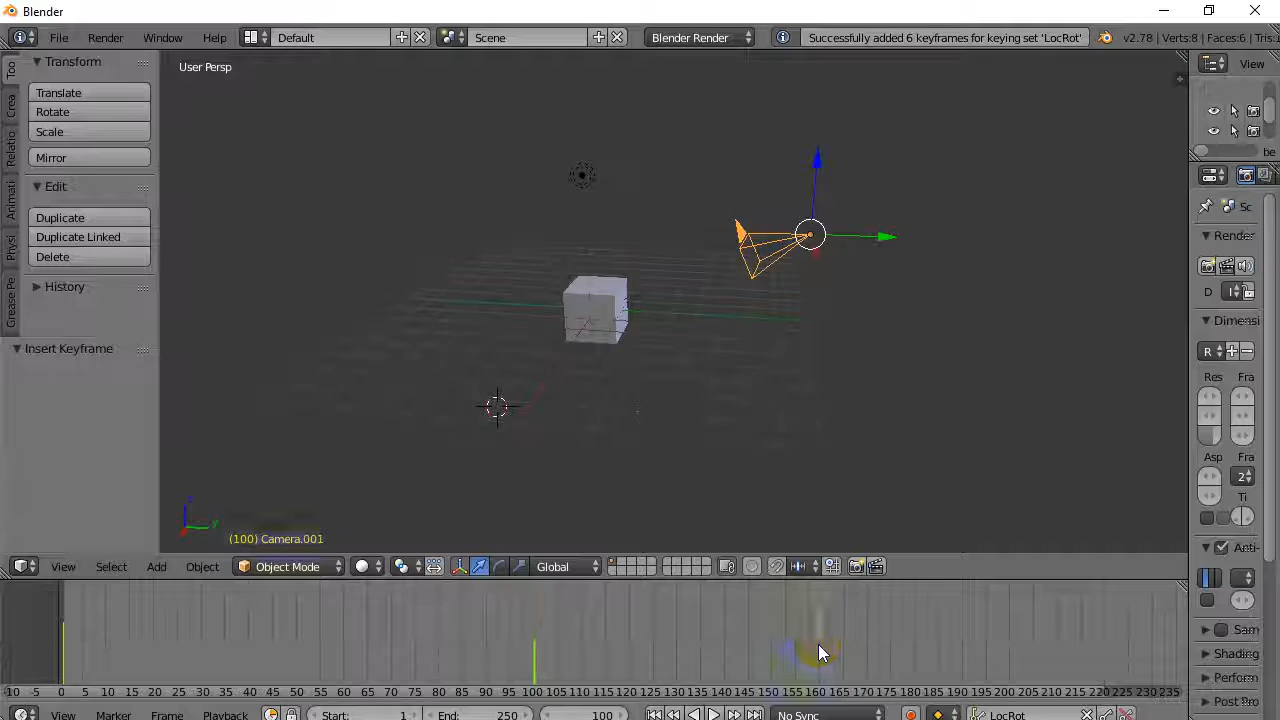 Blender
File Render Window Help Default Scene Blender Render Successfully added 6 keyframes for keying set 'LocRot' v2.78 | Verts:8 | Faces:6 | Tris:
Transform
Translate
Rotate
Scale
Mirror
Edit
Duplicate
Duplicate Linked
Delete
History
Insert Keyframe
Too
Crea
Relatio
Animati
Physi
Grease Pe
User Persp
z
y
(100) Camera.001
View
be
Sc
Render
D
Dimensi
R
Res Fra
Asp Fra
2
Ti
Anti-
Sam
Shading
Perform
Post Pro
View Select Add Object Object Mode Global
-10 -5 0 5 10 15 20 25 30 35 40 45 50 55 60 65 70 75 80 85 90 95 100 105 110 115 120 125 130 135 140 145 150 155 160 165 170 175 180 185 190 195 200 205 210 215 220 225 230 235
View Marker Frame Playback Start: 1 End: 250 100 No Sync LocRot